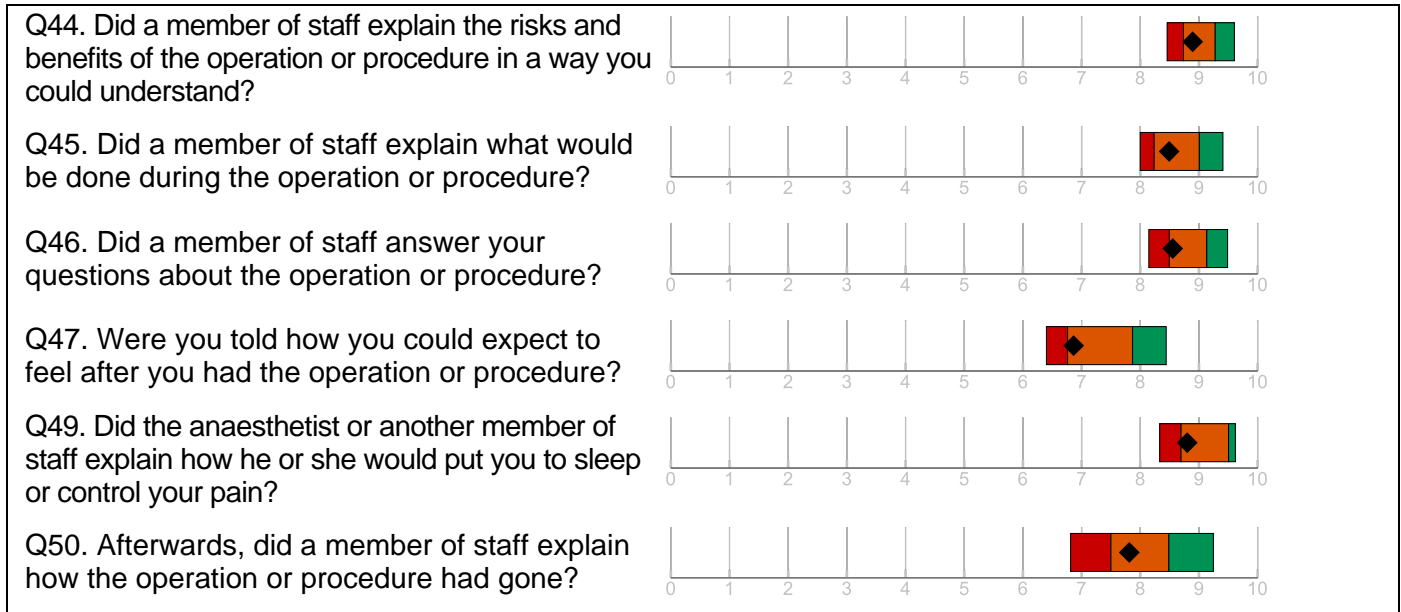 Q44. Did a member of staff explain the risks and
benefits of the operation or procedure in a way you
could understand?
0 1 2 3 4 5 6 7 8 9 10
Q45. Did a member of staff explain what would
be done during the operation or procedure?
0 1 2 3 4 5 6 7 8 9 10
Q46. Did a member of staff answer your
questions about the operation or procedure?
0 1 2 3 4 5 6 7 8 9 10
Q47. Were you told how you could expect to
feel after you had the operation or procedure?
0 1 2 3 4 5 6 7 8 9 10
Q49. Did the anaesthetist or another member of
staff explain how he or she would put you to sleep
or control your pain?
0 1 2 3 4 5 6 7 8 9 10
Q50. Afterwards, did a member of staff explain
how the operation or procedure had gone?
0 1 2 3 4 5 6 7 8 9 10